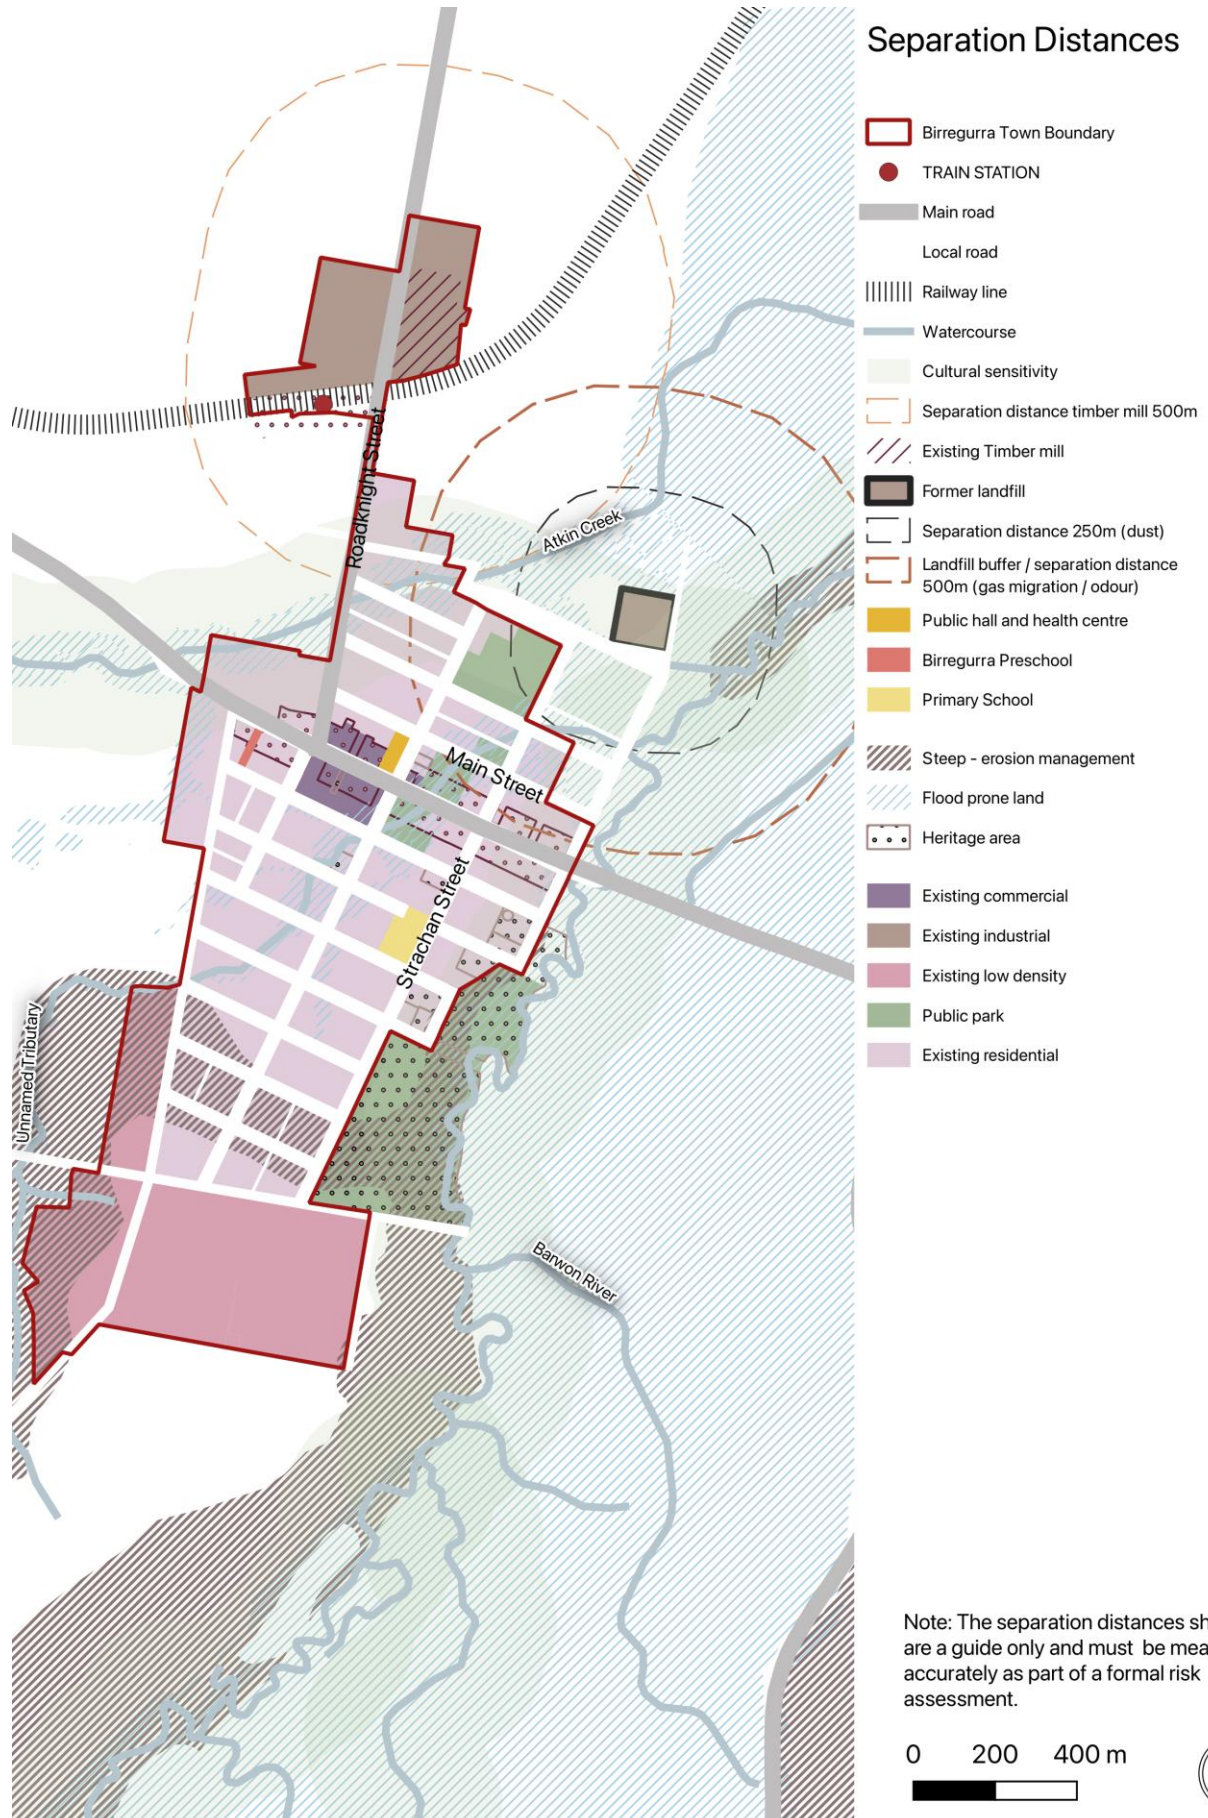 Separation Distances
Birregurra Town Boundary
TRAIN STATION
Main road
Local road
Railway line
Watercourse
Cultural sensitivity
Separation distance timber mill 500m
Existing Timber mill
Former landfill
Separation distance 250m (dust)
Landfill buffer / separation distance
500m (gas migration / odour)
Public hall and health centre
Birregurra Preschool
Primary School
Steep - erosion management
Flood prone land
Heritage area
Existing commercial
Existing industrial
Existing low density
Public park
Existing residential
Roadknight Street
Atkin Creek
Main Street
Strachan Street
Unnamed Tributary
Barwon River
Note: The separation distances sh
are a guide only and must be mea
accurately as part of a formal risk
assessment.
0 200 400 m